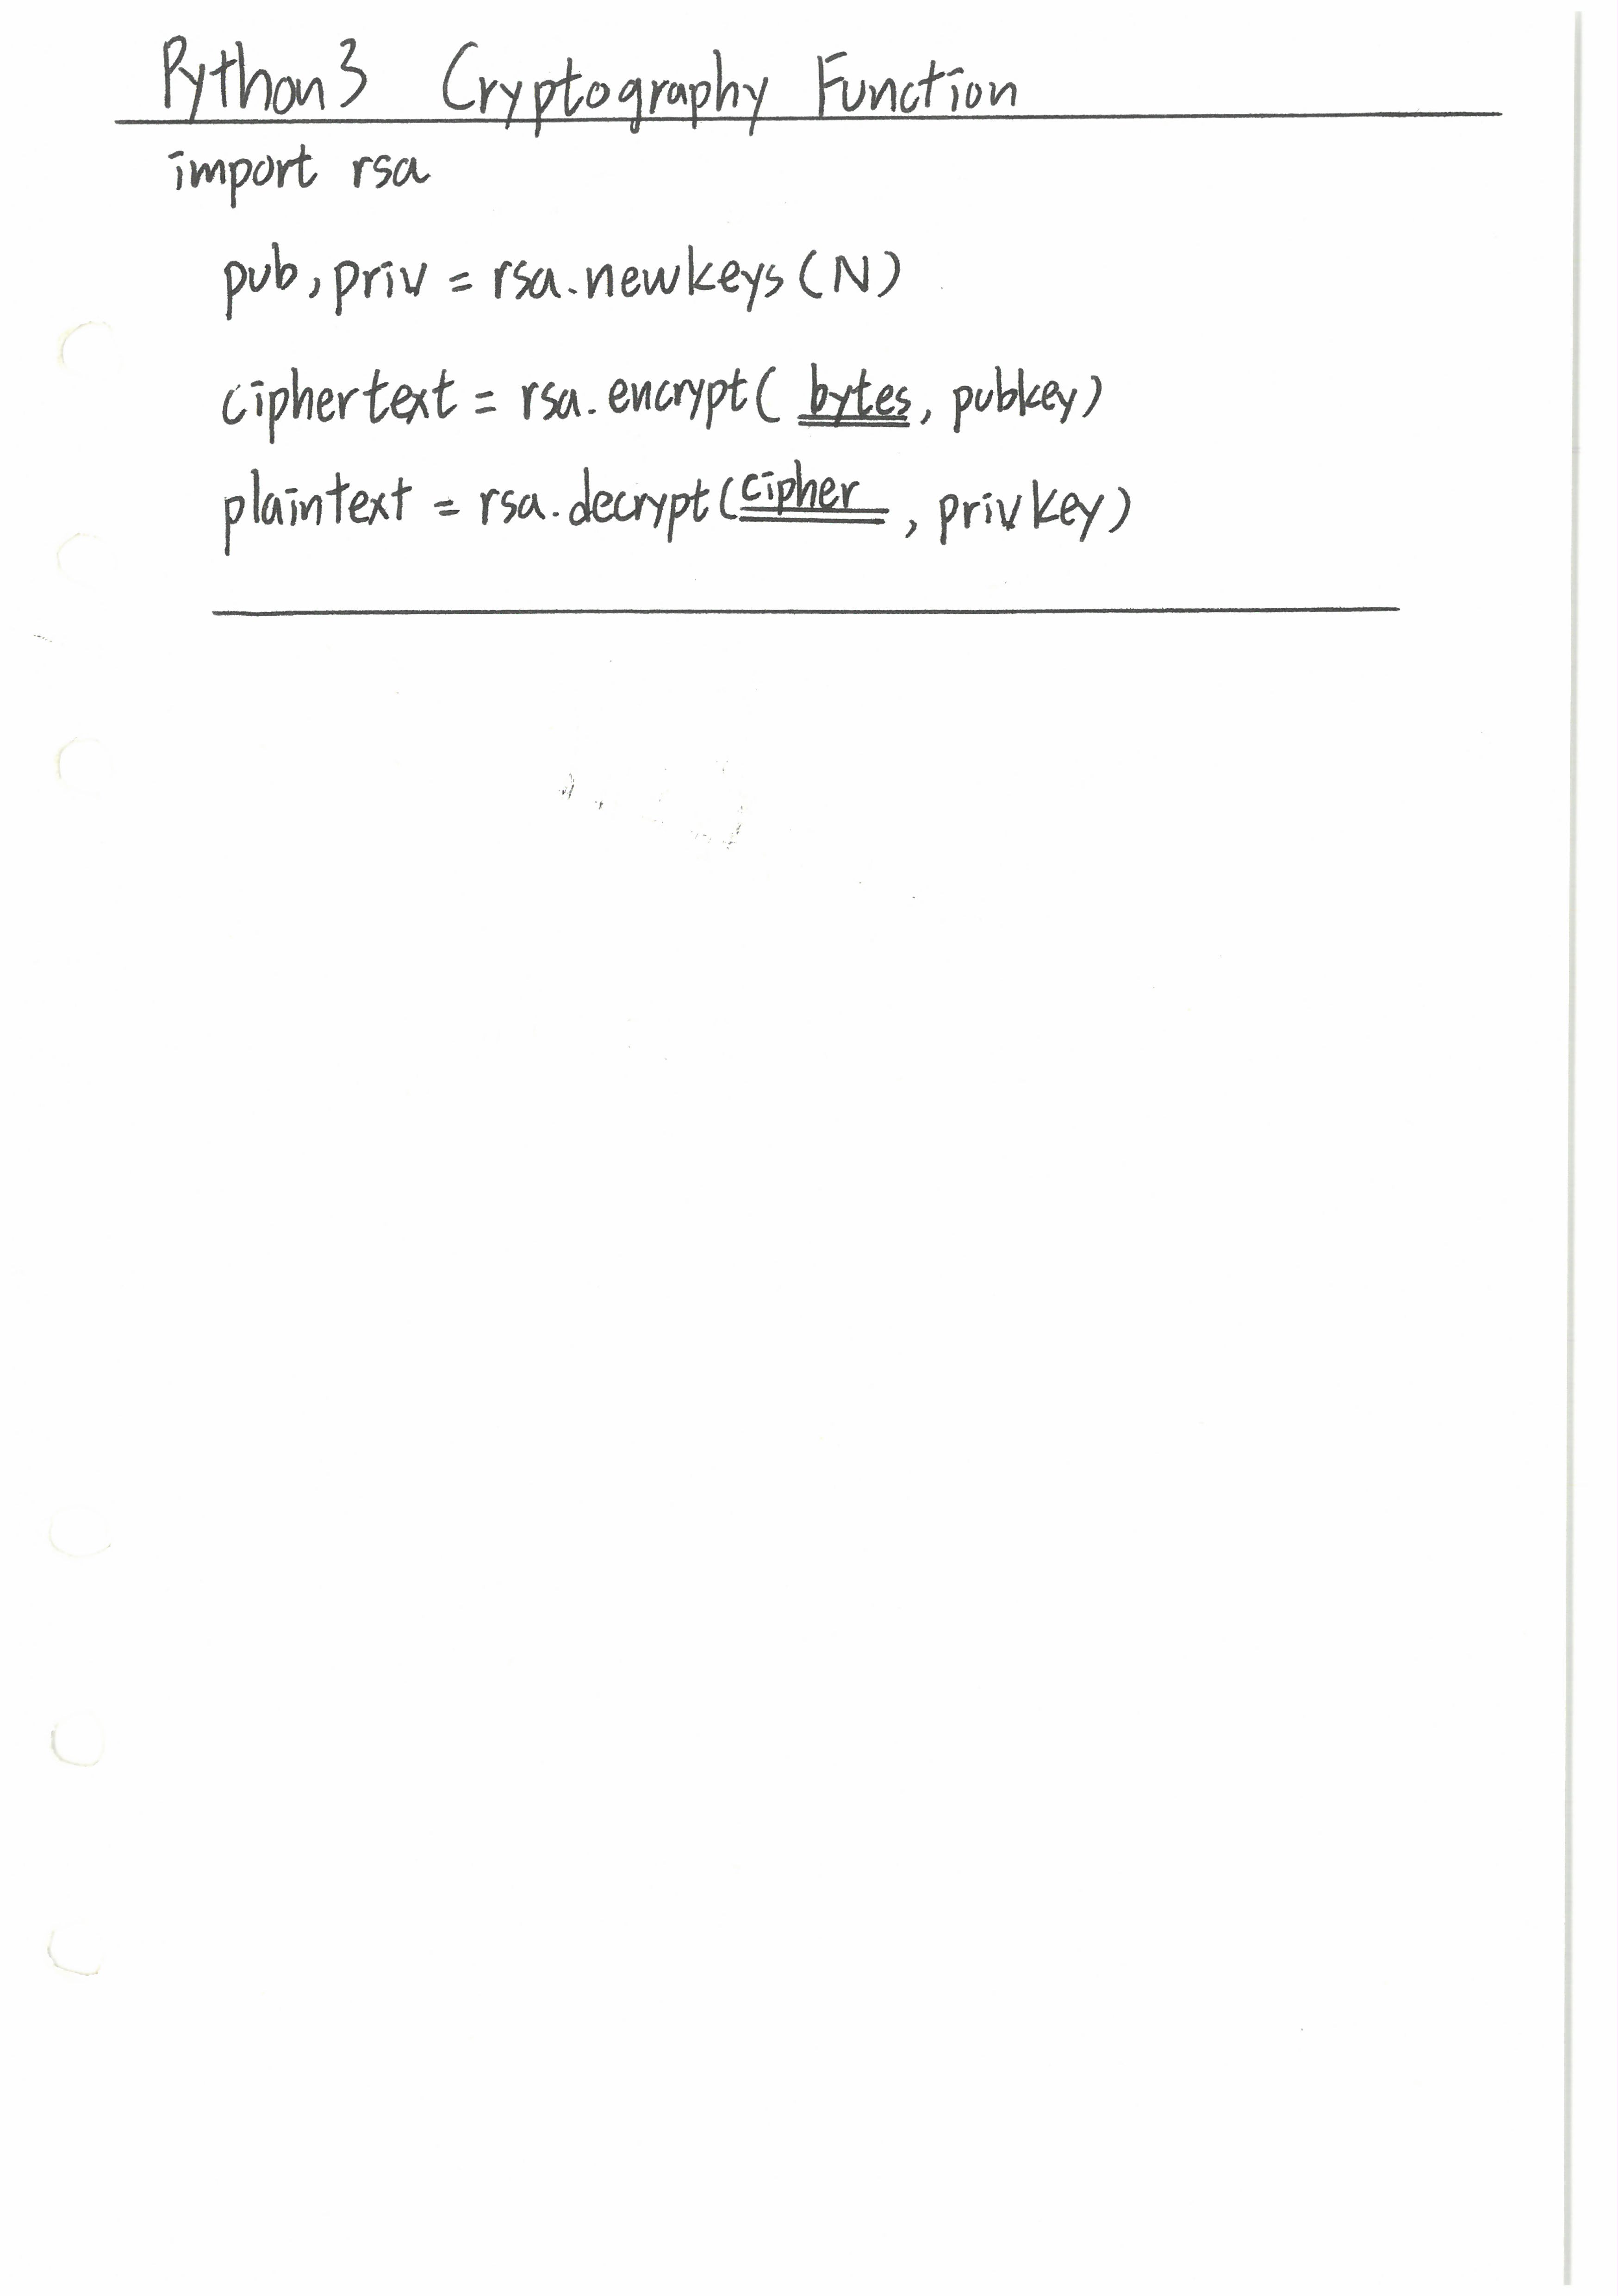 Python3 Cryptography Function
import rsa
pub, priv = rsa.newkeys(N)
ciphertext = rsa.encrypt( bytes, pubkey)
plaintext = rsa.decrypt(cipher , privkey)